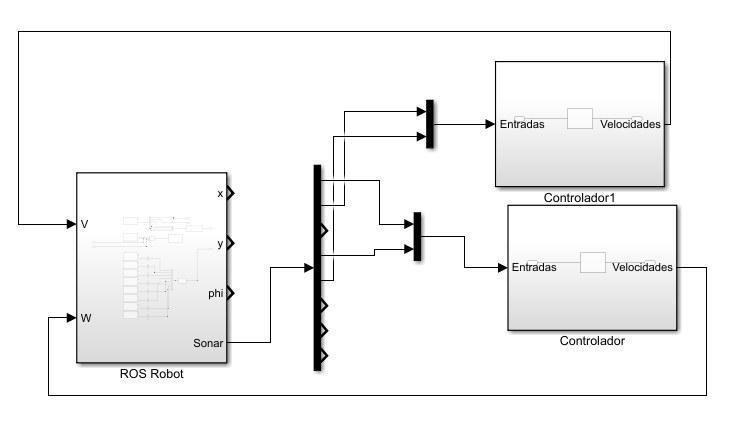 Entradas
Velocidades
Controlador1
x
V
y
Entradas
Velocidades
phi
W
Sonar
Controlador
ROS Robot